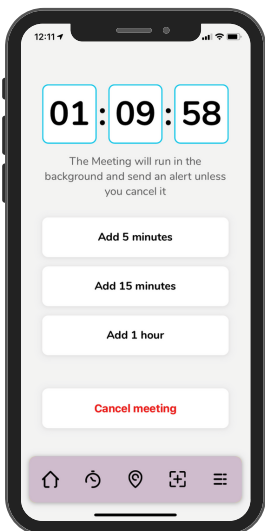 12:11
01:09:58
The Meeting will run in the
background and send an alert unless
you cancel it
Add 5 minutes
Add 15 minutes
Add 1 hour
Cancel meeting